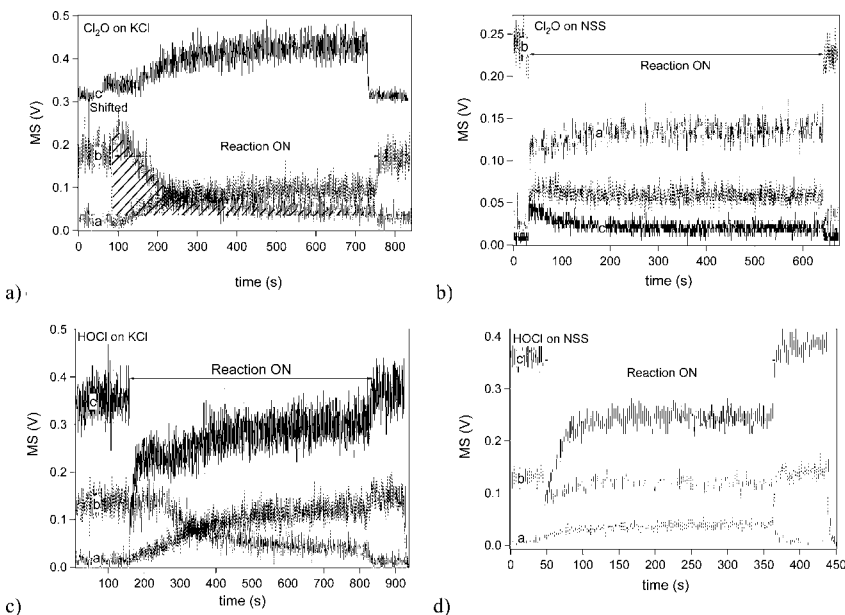 Cl₂O on KCl
0.5
0.4
0.3
0.2
0.1
0.0
MS (V)
c
Shifted
Reaction ON
b
a
0 100 200 300 400 500 600 700 800
time (s)
a)
Cl₂O on NSS
0.25
0.20
0.15
0.10
0.05
0.00
MS (V)
b
Reaction ON
a
c
0 100 200 300 400 500 600
time (s)
b)
HOCl on KCl
0.5
0.4
0.3
0.2
0.1
0.0
MS (V)
Reaction ON
c
b
a
100 200 300 400 500 600 700 800 900
time (s)
c)
HOCl on NSS
0.4
0.3
0.2
0.1
0.0
MS (V)
c
Reaction ON
b
a
0 50 100 150 200 250 300 350 400 450
time (s)
d)